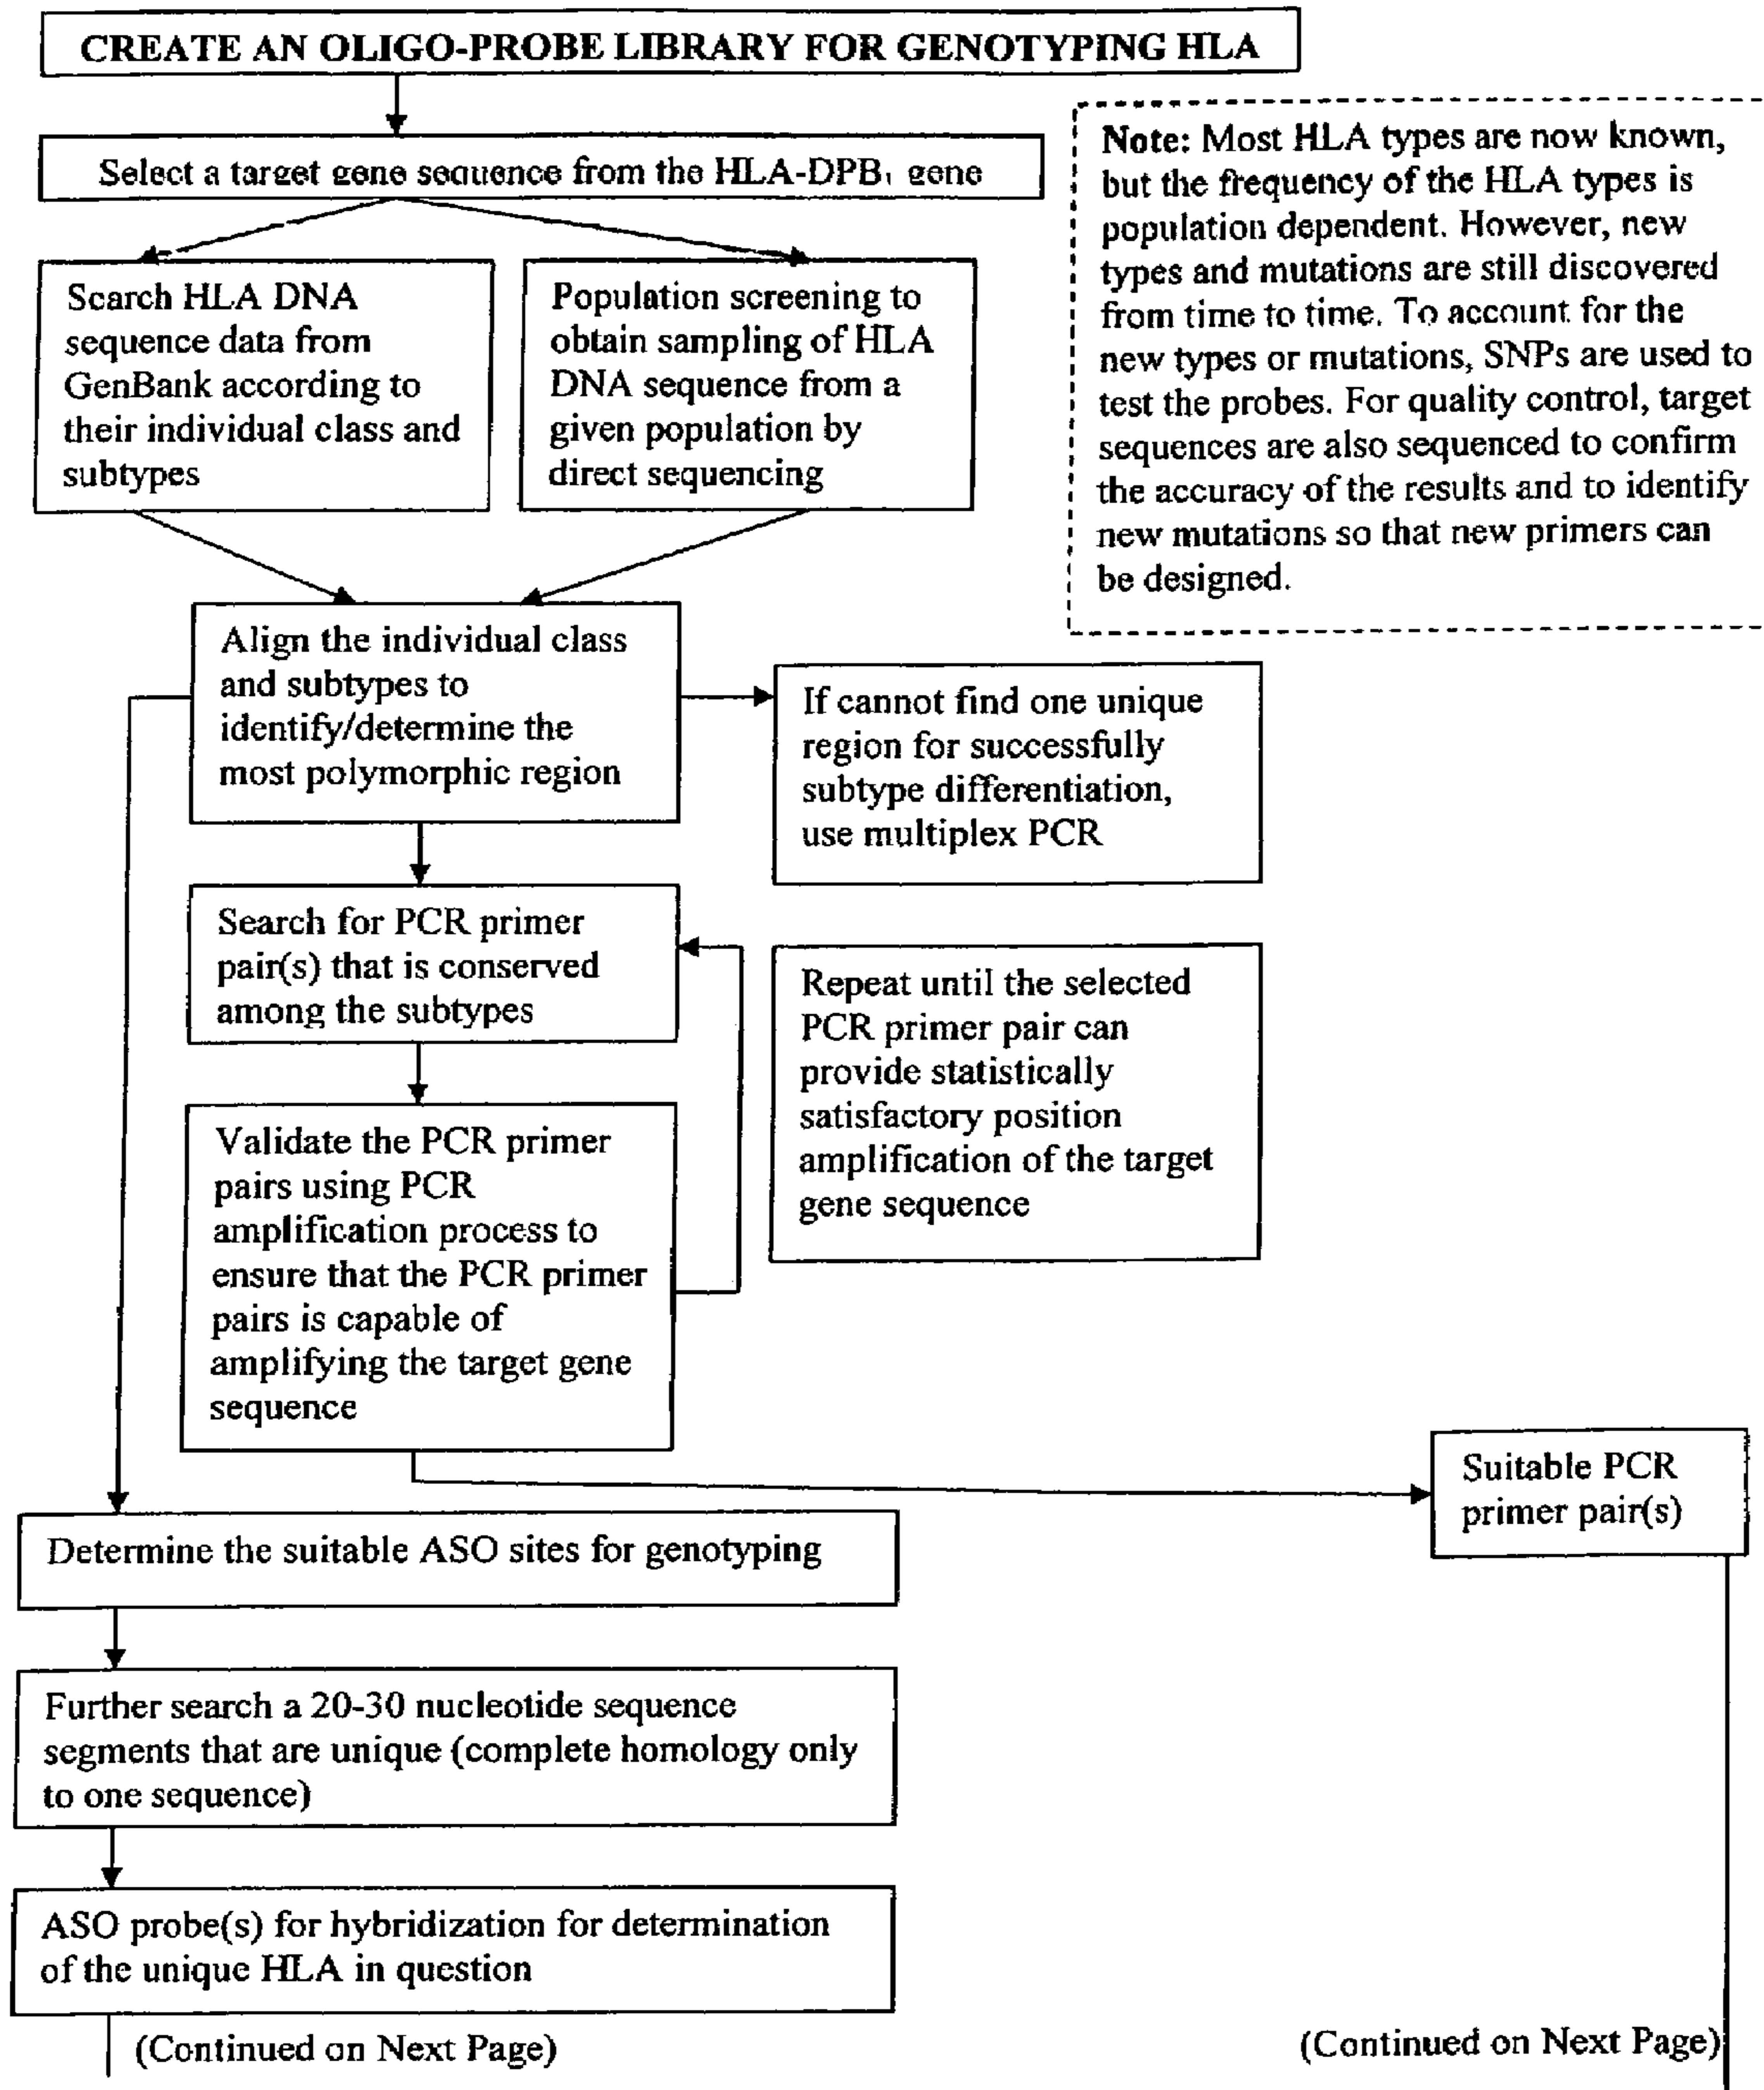 CREATE AN OLIGO-PROBE LIBRARY FOR GENOTYPING HLA
Select a target gene sequence from the HLA-DPB₁ gene
Note: Most HLA types are now known,
but the frequency of the HLA types is
population dependent. However, new
types and mutations are still discovered
from time to time. To account for the
new types or mutations, SNPs are used to
test the probes. For quality control, target
sequences are also sequenced to confirm
the accuracy of the results and to identify
new mutations so that new primers can
be designed.
Search HLA DNA
sequence data from
GenBank according to
their individual class and
subtypes
Population screening to
obtain sampling of HLA
DNA sequence from a
given population by
direct sequencing
Align the individual class
and subtypes to
identify/determine the
most polymorphic region
If cannot find one unique
region for successfully
subtype differentiation,
use multiplex PCR
Search for PCR primer
pair(s) that is conserved
among the subtypes
Repeat until the selected
PCR primer pair can
provide statistically
satisfactory position
amplification of the target
gene sequence
Validate the PCR primer
pairs using PCR
amplification process to
ensure that the PCR primer
pairs is capable of
amplifying the target gene
sequence
Suitable PCR
primer pair(s)
Determine the suitable ASO sites for genotyping
Further search a 20-30 nucleotide sequence
segments that are unique (complete homology only
to one sequence)
ASO probe(s) for hybridization for determination
of the unique HLA in question
(Continued on Next Page)
(Continued on Next Page)